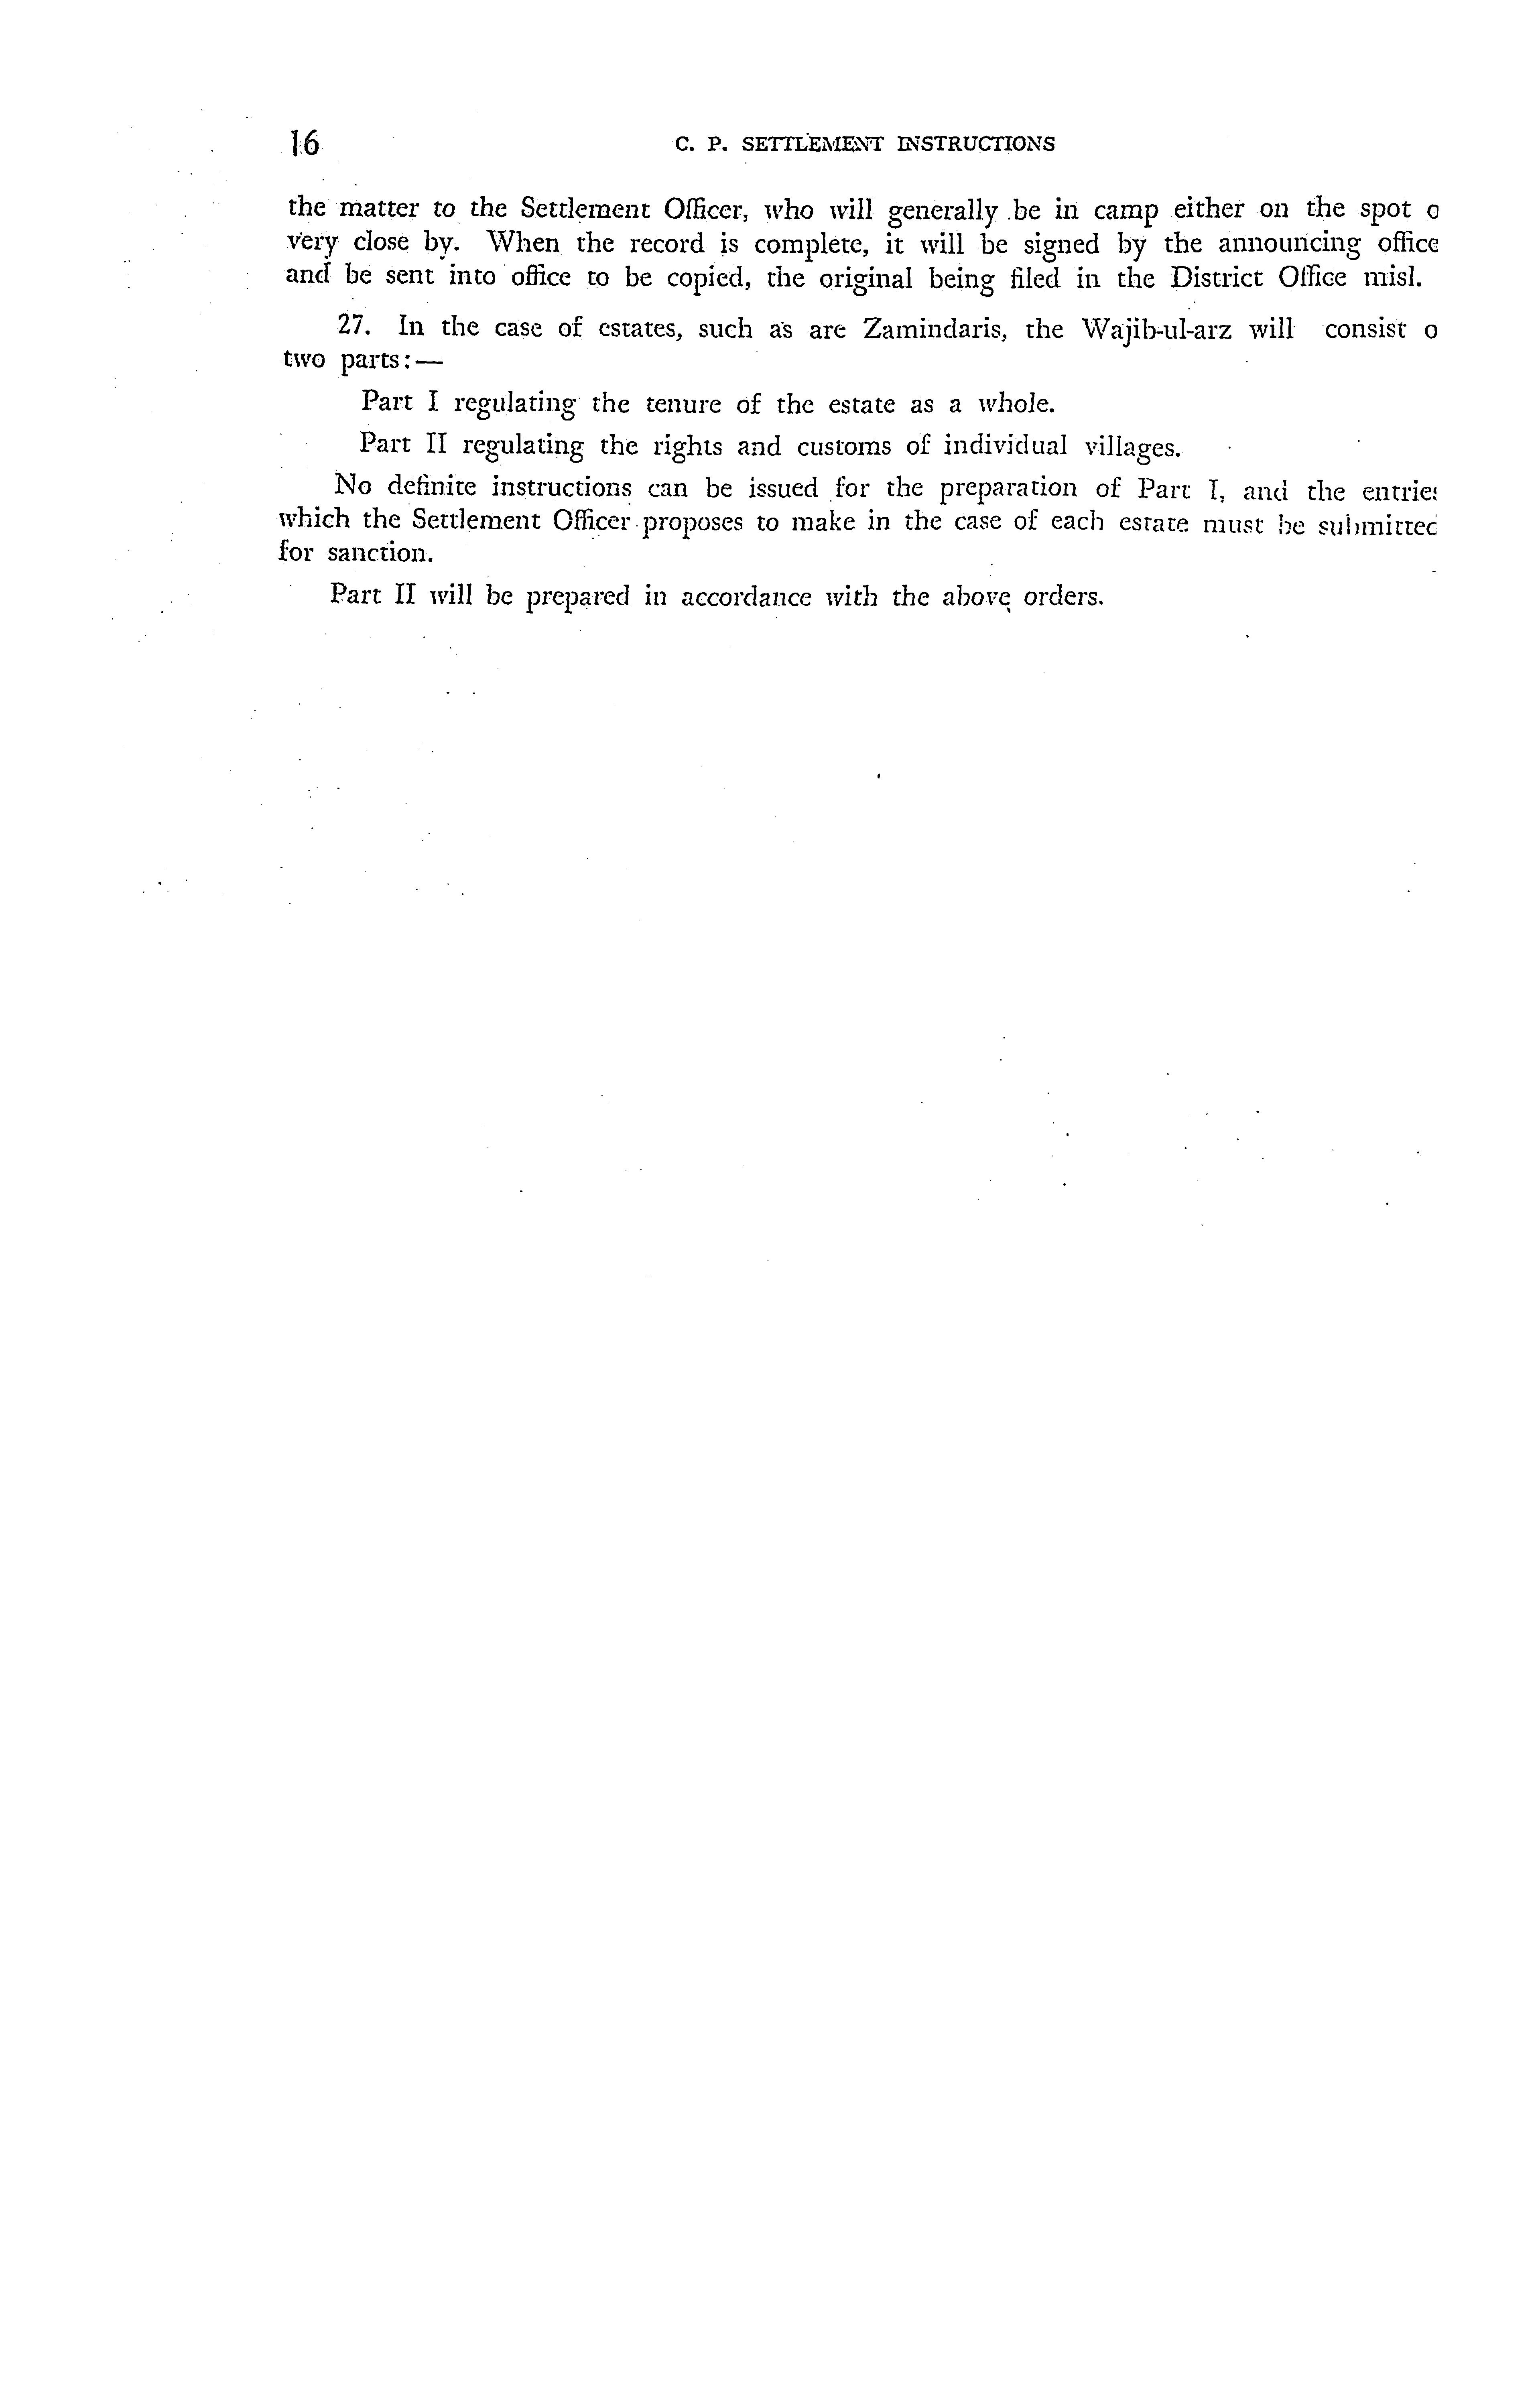 16
C. P. SETTLEMENT INSTRUCTIONS
the matter to the Settlement Officer, who will generally be in camp either on the spot o
very close by. When the record is complete, it will be signed by the announcing office
and be sent into office to be copied, the original being filed in the District Office misl.
27. In the case of estates, such as are Zamindaris, the Wajib-ul-arz will consist o
two parts:—
Part I regulating the tenure of the estate as a whole.
Part II regulating the rights and customs of individual villages.
No definite instructions can be issued for the preparation of Part I, and the entries
which the Settlement Officer proposes to make in the case of each estate must be submitted
for sanction.
Part II will be prepared in accordance with the above orders.